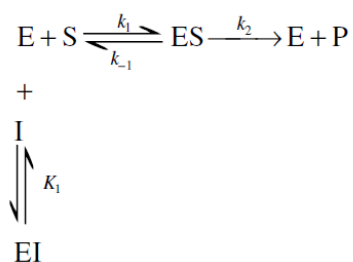 E + S k₁ k₋₁ ES k₂ E + P
+
I
K₁
EI